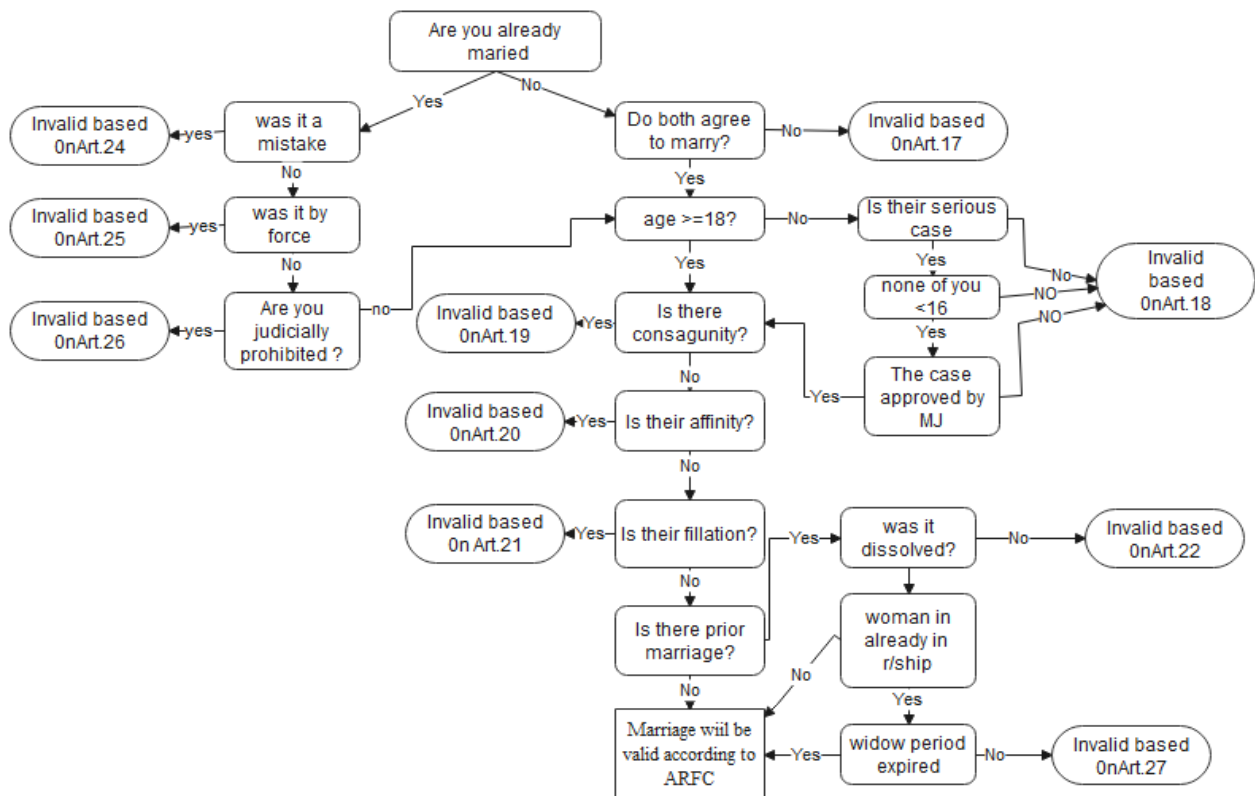 Are you already
maried
Yes
No
Invalid based
0nArt.24
yes
was it a
mistake
Do both agree
to marry?
No
Invalid based
0nArt.17
No
Yes
Invalid based
0nArt.25
yes
was it by
force
age >=18?
No
Is their serious
case
No
Yes
Yes
No
Invalid
based
0nArt.18
none of you
<16
NO
Invalid based
0nArt.26
yes
Are you
judicially
prohibited ?
no
Invalid based
0nArt.19
Yes
Is there
consagunity?
Yes
NO
No
Yes
The case
approved by
MJ
Invalid based
0nArt.20
Yes
Is their affinity?
No
Invalid based
0n Art.21
Yes
Is their fillation?
Yes
was it
dissolved?
No
Invalid based
0nArt.22
No
Is there prior
marriage?
woman in
already in
r/ship
No
No
Yes
Marriage wiil be
valid according to
ARFC
Yes
widow period
expired
No
Invalid based
0nArt.27